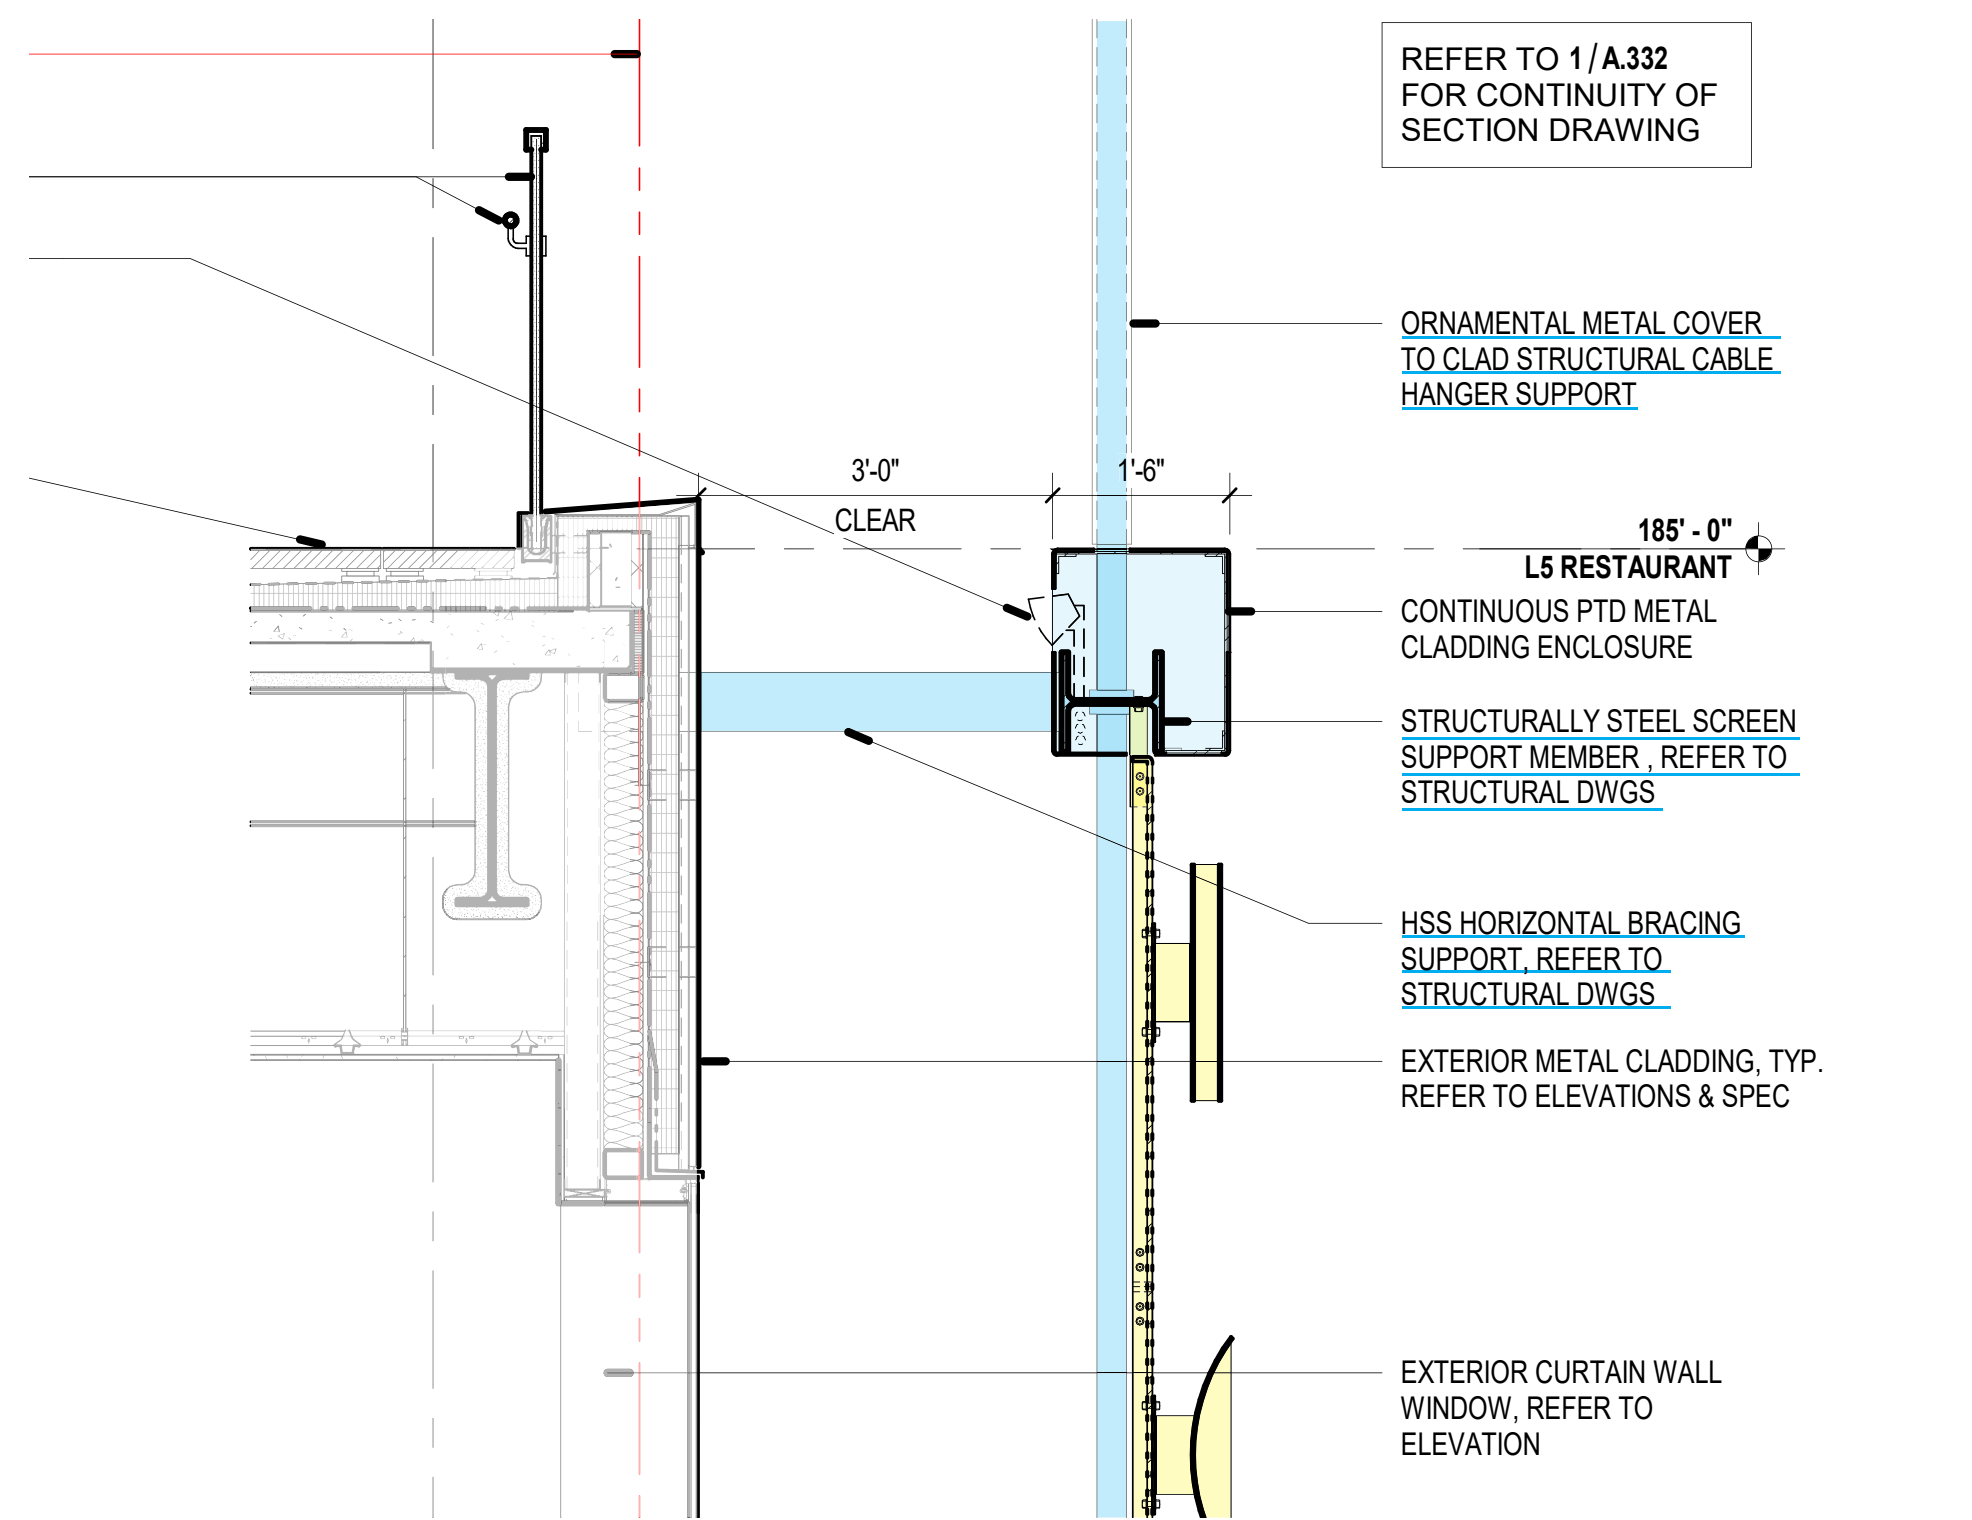 REFER TO 1 / A.332
FOR CONTINUITY OF
SECTION DRAWING
ORNAMENTAL METAL COVER
TO CLAD STRUCTURAL CABLE
HANGER SUPPORT
3'-0"
1'-6"
CLEAR
185' - 0"
L5 RESTAURANT
CONTINUOUS PTD METAL
CLADDING ENCLOSURE
STRUCTURALLY STEEL SCREEN
SUPPORT MEMBER , REFER TO
STRUCTURAL DWGS
HSS HORIZONTAL BRACING
SUPPORT, REFER TO
STRUCTURAL DWGS
EXTERIOR METAL CLADDING, TYP.
REFER TO ELEVATIONS & SPEC
EXTERIOR CURTAIN WALL
WINDOW, REFER TO
ELEVATION